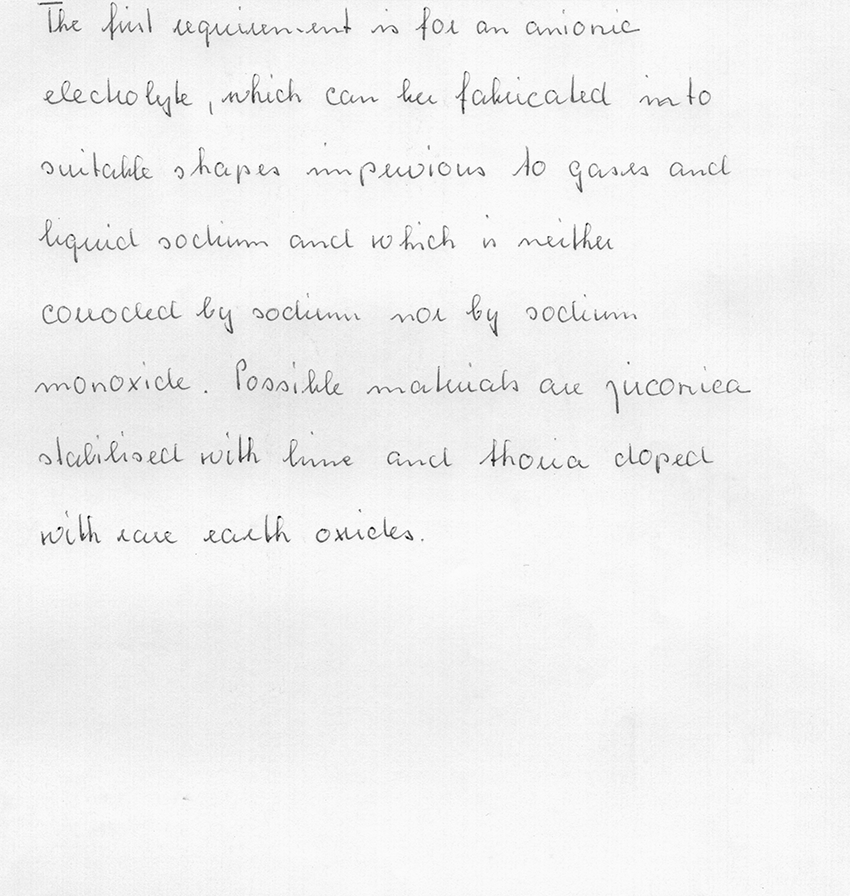 The first requirement is for an anionic
electrolyte, which can be fabricated into
suitable shapes impervious to gases and
liquid sodium and which is neither
corroded by sodium nor by sodium
monoxide. Possible materials are zirconica
stabilised with lime and thoria doped
with rare earth oxides.